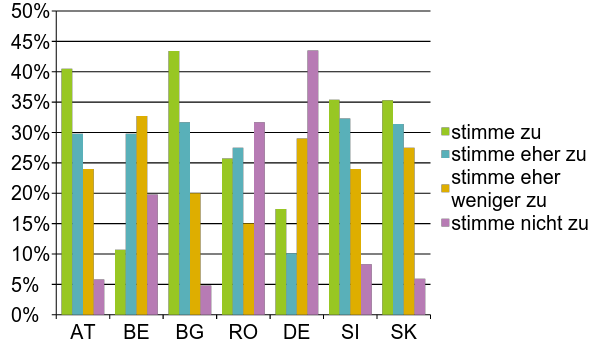 50%
45%
40%
35%
30%
25%
20%
15%
10%
5%
0%
AT BE BG RO DE SI SK
stimme zu
stimme eher zu
stimme eher
weniger zu
stimme nicht zu